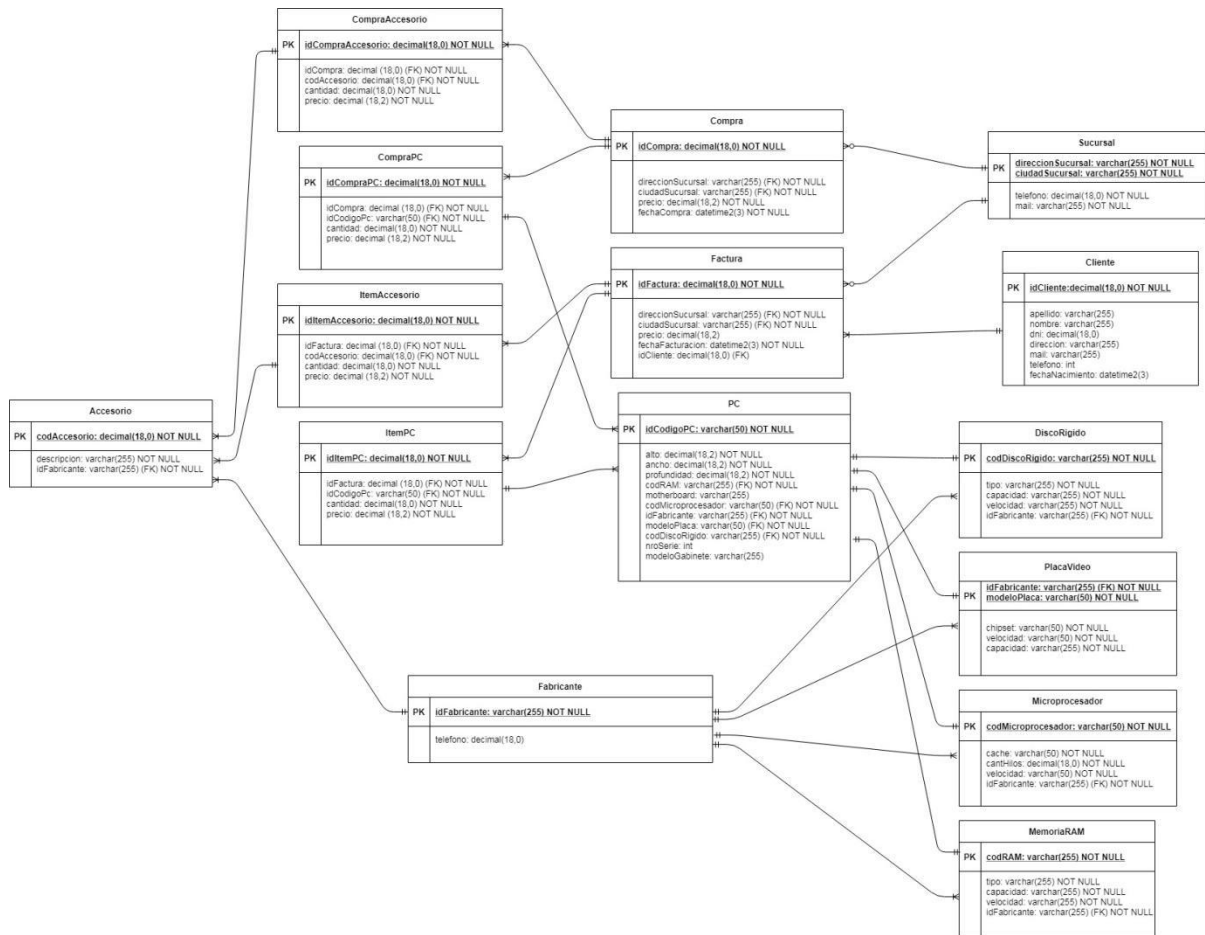 CompraAccesorio
PK idCompraAccesorio: decimal(18,0) NOT NULL
idCompra: decimal (18,0) (FK) NOT NULL
codAccesorio: decimal(18,0) (FK) NOT NULL
cantidad: decimal(18,0) NOT NULL
precio: decimal (18,2) NOT NULL
CompraPC
PK idCompraPC: decimal(18,0) NOT NULL
idCompra: decimal (18,0) (FK) NOT NULL
idCodigoPc: varchar(50) (FK) NOT NULL
cantidad: decimal(18,0) NOT NULL
precio: decimal (18,2) NOT NULL
Compra
PK idCompra: decimal(18,0) NOT NULL
direccionSucursal: varchar(255) (FK) NOT NULL
ciudadSucursal: varchar(255) (FK) NOT NULL
precio: decimal(18,2) NOT NULL
fechaCompra: datetime2(3) NOT NULL
Sucursal
PK direccionSucursal: varchar(255) NOT NULL
ciudadSucursal: varchar(255) NOT NULL
telefono: decimal(18,0) NOT NULL
mail: varchar(255) NOT NULL
Factura
PK idFactura: decimal(18,0) NOT NULL
direccionSucursal: varchar(255) (FK) NOT NULL
ciudadSucursal: varchar(255) (FK) NOT NULL
precio: decimal(18,2)
fechaFacturacion: datetime2(3) NOT NULL
idCliente: decimal(18,0) (FK)
Cliente
PK idCliente:decimal(18,0) NOT NULL
apellido: varchar(255)
nombre: varchar(255)
dni: decimal(18,0)
direccion: varchar(255)
mail: varchar(255)
telefono: int
fechaNacimiento: datetime2(3)
ItemAccesorio
PK idItemAccesorio: decimal(18,0) NOT NULL
idFactura: decimal (18,0) (FK) NOT NULL
codAccesorio: decimal(18,0) (FK) NOT NULL
cantidad: decimal(18,0) NOT NULL
precio: decimal (18,2) NOT NULL
Accesorio
PK codAccesorio: decimal(18,0) NOT NULL
descripcion: varchar(255) NOT NULL
idFabricante: varchar(255) (FK) NOT NULL
ItemPC
PK idItemPC: decimal(18,0) NOT NULL
idFactura: decimal (18,0) (FK) NOT NULL
idCodigoPc: varchar(50) (FK) NOT NULL
cantidad: decimal(18,0) NOT NULL
precio: decimal (18,2) NOT NULL
PC
PK idCodigoPC: varchar(50) NOT NULL
alto: decimal(18,2) NOT NULL
ancho: decimal(18,2) NOT NULL
profundidad: decimal(18,2) NOT NULL
codRAM: varchar(255) (FK) NOT NULL
motherboard: varchar(255)
codMicroprocesador: varchar(50) (FK) NOT NULL
idFabricante: varchar(255) (FK) NOT NULL
modeloPlaca: varchar(50) (FK) NOT NULL
codDiscoRigido: varchar(255) (FK) NOT NULL
nroSerie: int
modeloGabinete: varchar(255)
DiscoRigido
PK codDiscoRigido: varchar(255) NOT NULL
tipo: varchar(255) NOT NULL
capacidad: varchar(255) NOT NULL
velocidad: varchar(255) NOT NULL
idFabricante: varchar(255) (FK) NOT NULL
PlacaVideo
PK idFabricante: varchar(255) (FK) NOT NULL
modeloPlaca: varchar(50) NOT NULL
chipset: varchar(50) NOT NULL
velocidad: varchar(50) NOT NULL
capacidad: varchar(255) NOT NULL
Fabricante
PK idFabricante: varchar(255) NOT NULL
telefono: decimal(18,0)
Microprocesador
PK codMicroprocesador: varchar(50) NOT NULL
cache: varchar(50) NOT NULL
cantHilos: decimal(18,0) NOT NULL
velocidad: varchar(50) NOT NULL
idFabricante: varchar(255) (FK) NOT NULL
MemoriaRAM
PK codRAM: varchar(255) NOT NULL
tipo: varchar(255) NOT NULL
capacidad: varchar(255) NOT NULL
velocidad: varchar(255) NOT NULL
idFabricante: varchar(255) (FK) NOT NULL